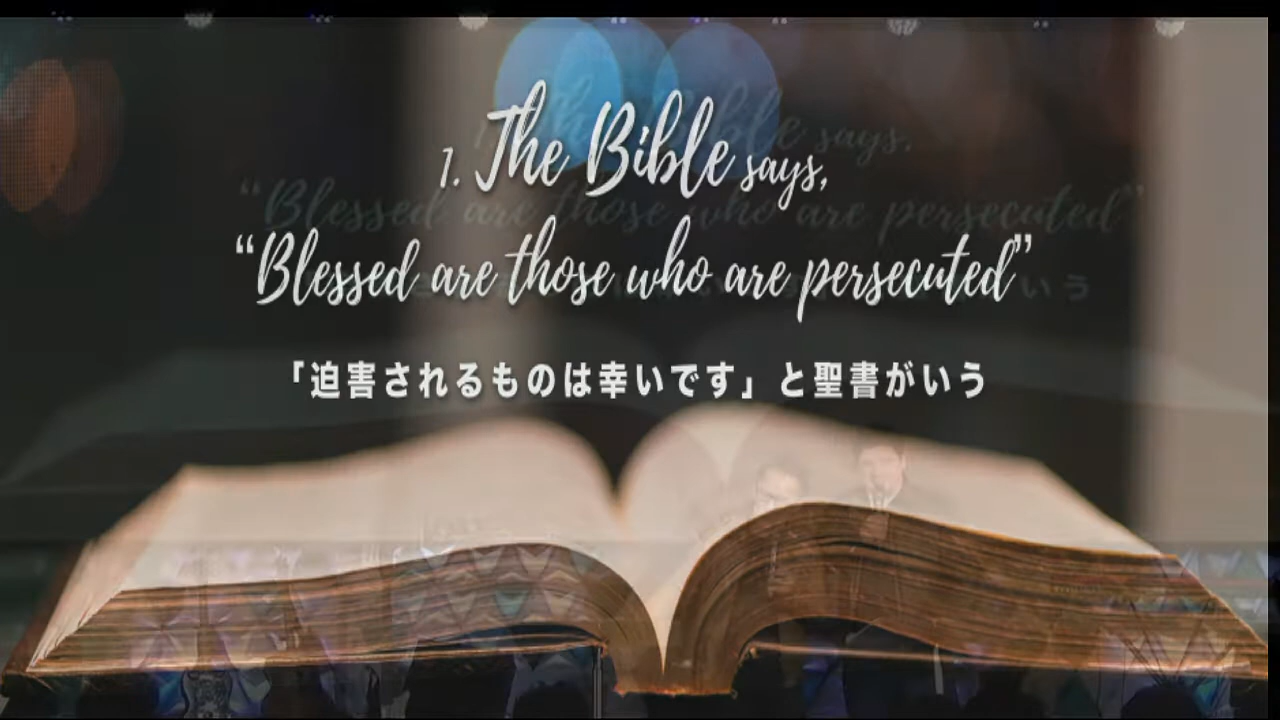 1. The Bible says,
“Blessed are those who are persecuted”
「迫害されるものは幸いです」と聖書がいう